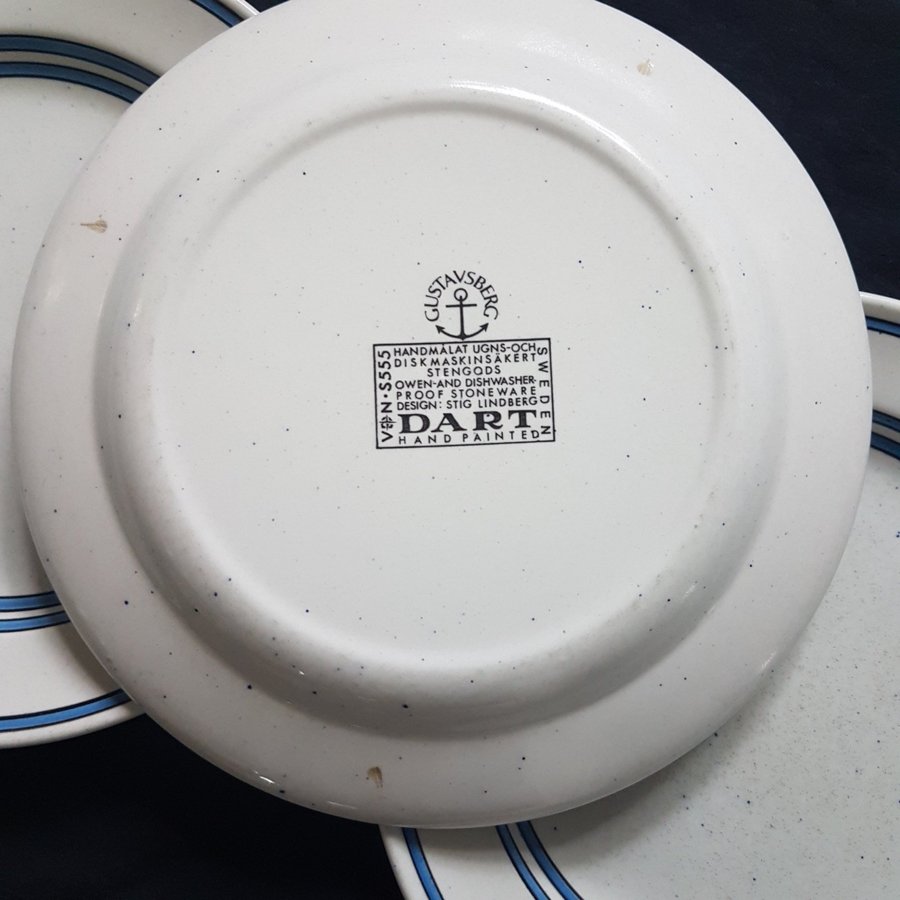 GUSTAVSBERG
HANDMÅLAT UGNS-OCH
DISKMASKINSÄKERT
STENGODS
OWEN-AND DISHWASHER-
PROOF STONEWARE
DESIGN: STIG LINDBERG
DART
HAND PAINTED
SWEDEN
V N · S555